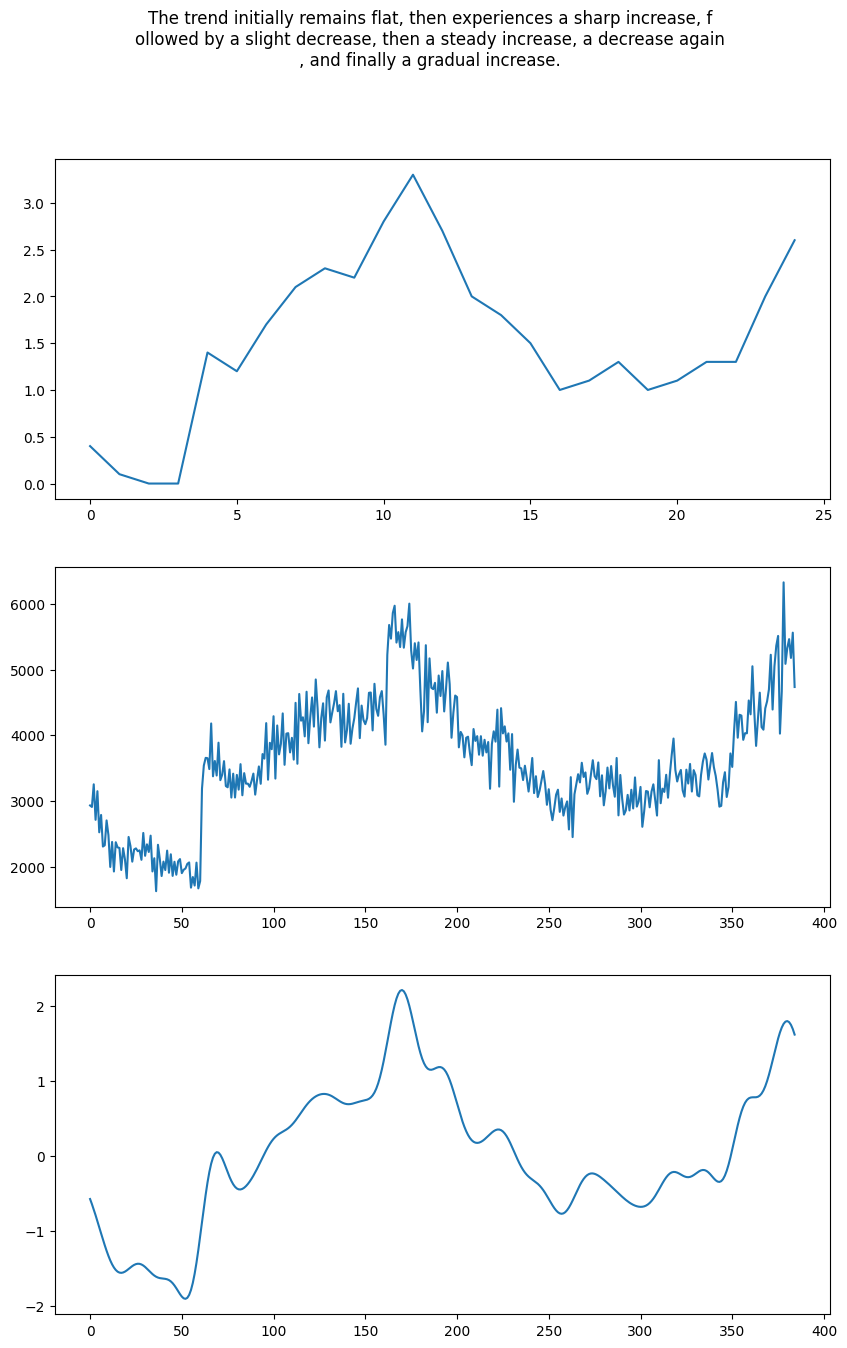 The trend initially remains flat, then experiences a sharp increase, f
ollowed by a slight decrease, then a steady increase, a decrease again
, and finally a gradual increase.
3.0
2.5
2.0
1.5
1.0
0.5
0.0
0 5 10 15 20 25
6000
5000
4000
3000
2000
0 50 100 150 200 250 300 350 400
2
1
0
−1
−2
0 50 100 150 200 250 300 350 400